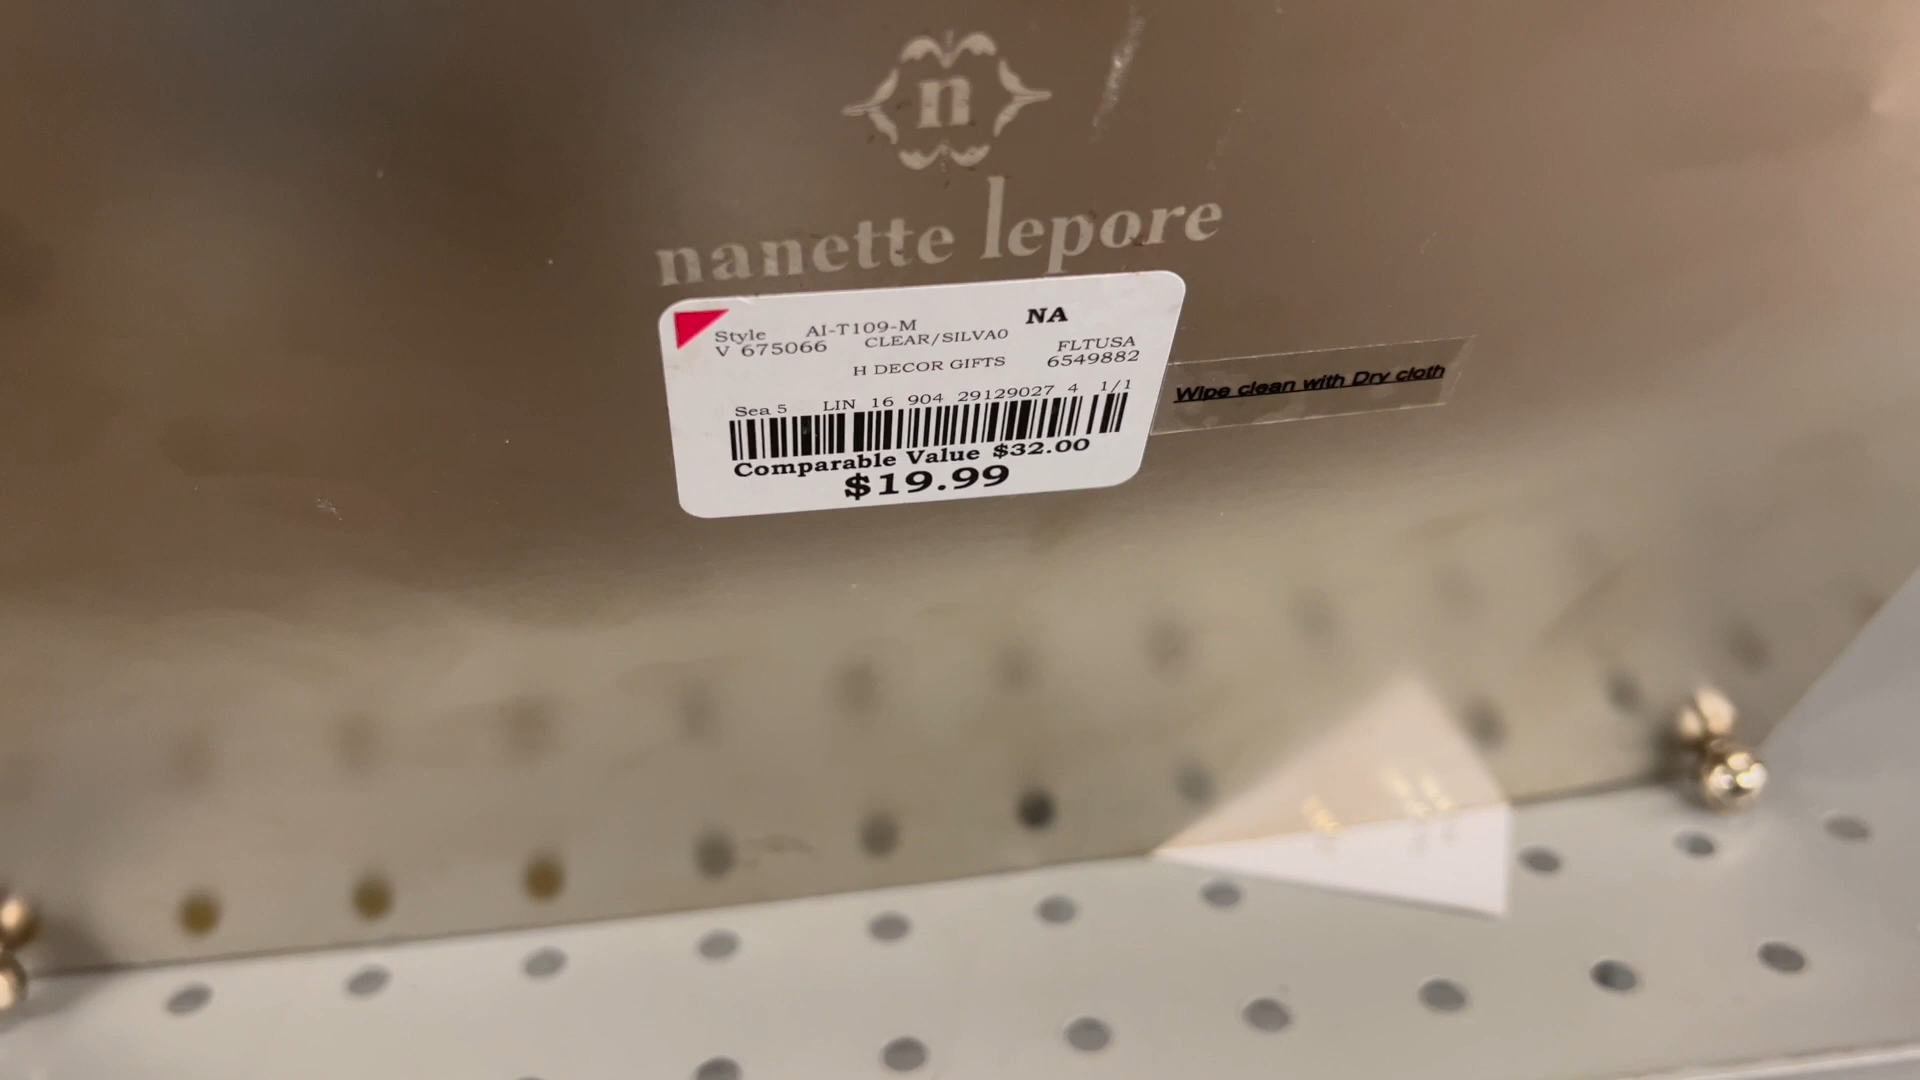 n
nanette lepore
Style AI-T109-M NA
V 675066 CLEAR/SILVA0 FLTUSA
H DECOR GIFTS 6549882
Sea 5 LIN 16 904 29129027 4 1/1
Comparable Value $32.00
$19.99
Wipe clean with Dry cloth